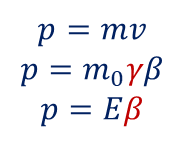 p = mv
p = m₀γβ
p = Eβ